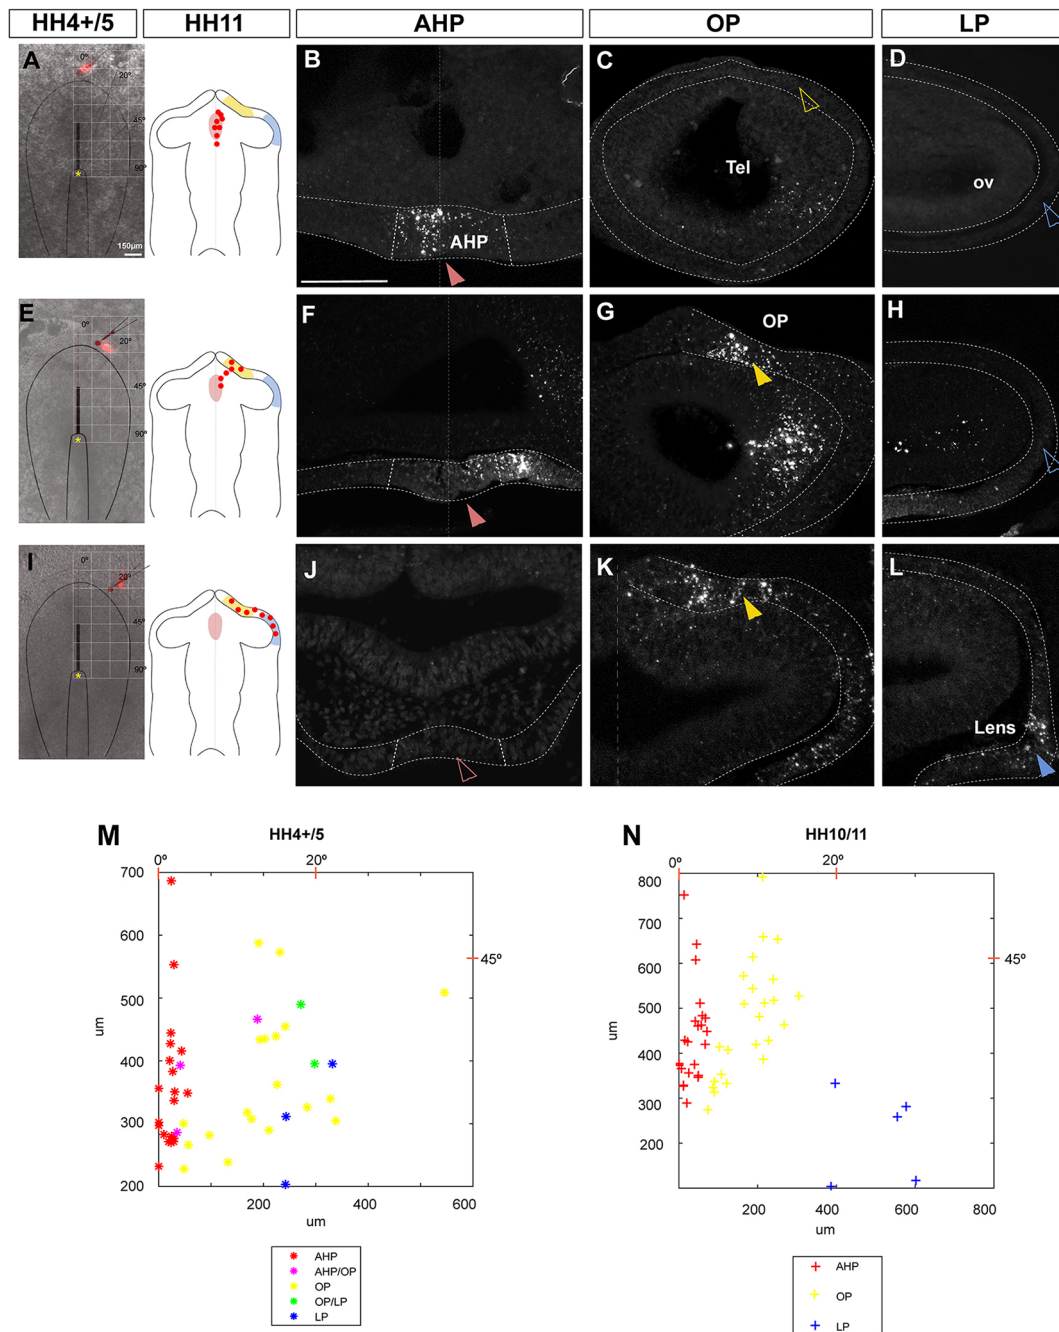 HH4+/5 HH11 AHP OP LP
A 0º 20º 45º 90º * 150µm
B AHP
C Tel
D ov
E 0º 20º 45º 90º *
F
G OP
H
I 0º 20º 45º 90º *
J
K
L Lens
M HH4+/5
0º 20º
700
600
45º
500
um
400
300
200
200 400 600
um
AHP
AHP/OP
OP
OP/LP
LP
N HH10/11
0º 20º
800
700
45º
600
500
um
400
300
200
200 400 600 800
um
AHP
OP
LP